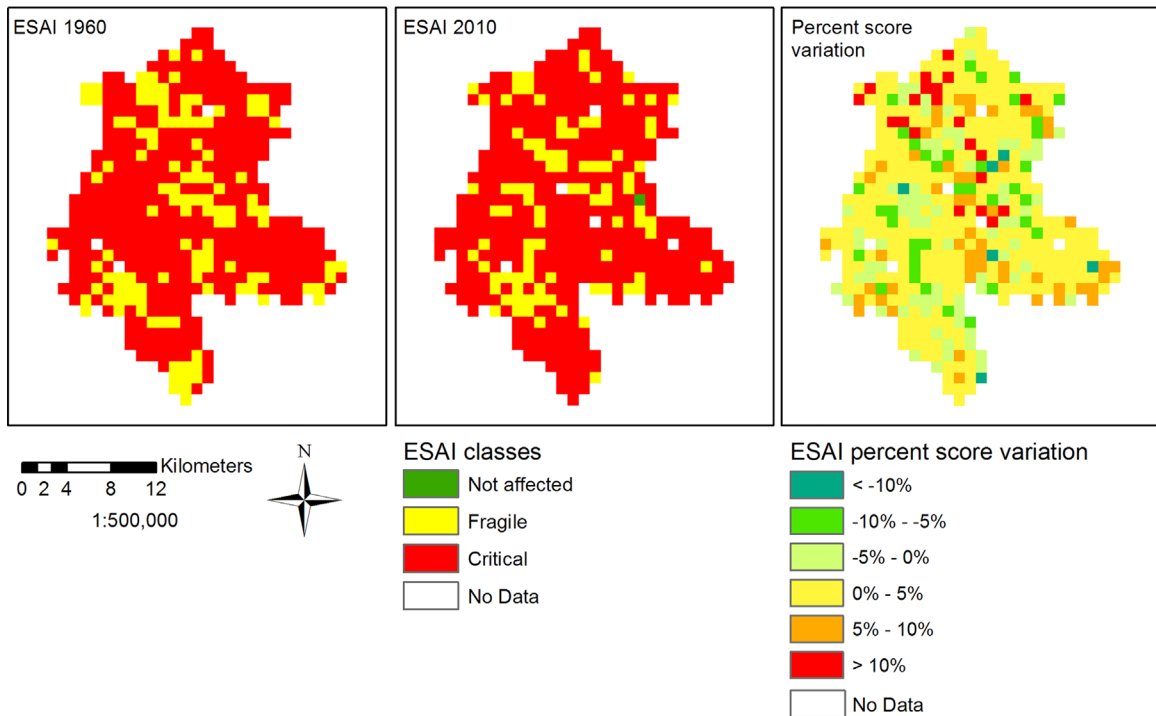 ESAI 1960
ESAI 2010
Percent score
variation
Kilometers
0 2 4 8 12
1:500,000
N
ESAI classes
Not affected
Fragile
Critical
No Data
ESAI percent score variation
< -10%
-10% - -5%
-5% - 0%
0% - 5%
5% - 10%
> 10%
No Data